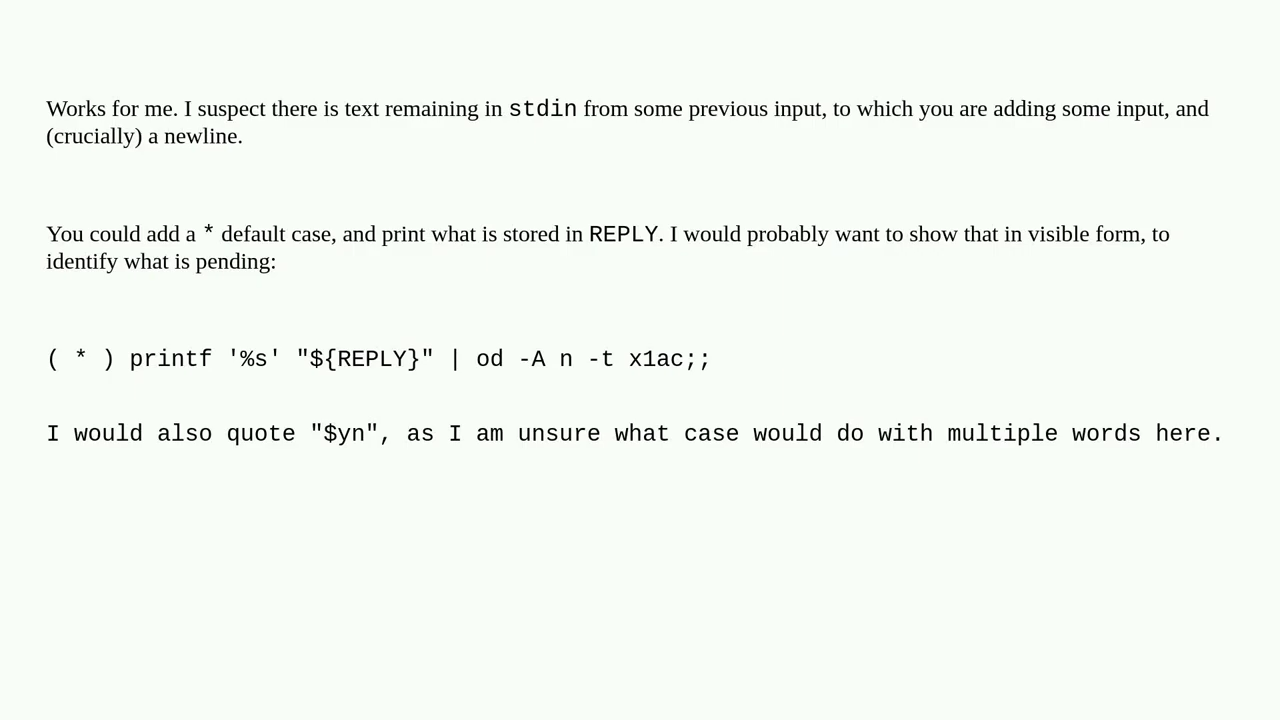 Works for me. I suspect there is text remaining in stdin from some previous input, to which you are adding some input, and
(crucially) a newline.
You could add a * default case, and print what is stored in REPLY. I would probably want to show that in visible form, to
identify what is pending:
( * ) printf '%s' "${REPLY}" | od -A n -t x1ac;;
I would also quote "$yn", as I am unsure what case would do with multiple words here.